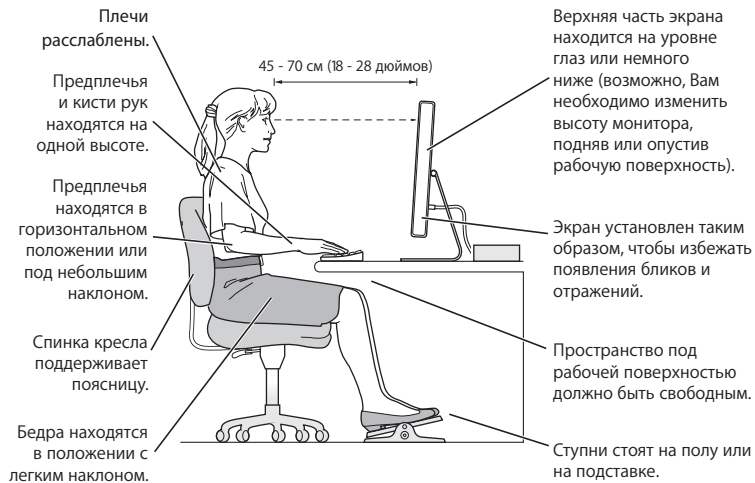 Плечи
расслаблены.
Предплечья
и кисти рук
находятся на
одной высоте.
Предплечья
находятся в
горизонтальном
положении или
под небольшим
наклоном.
Спинка кресла
поддерживает
поясницу.
Бедра находятся
в положении с
легким наклоном.
45 - 70 см (18 - 28 дюймов)
Верхняя часть экрана
находится на уровне
глаз или немного
ниже (возможно, Вам
необходимо изменить
высоту монитора,
подняв или опустив
рабочую поверхность).
Экран установлен таким
образом, чтобы избежать
появления бликов и
отражений.
Пространство под
рабочей поверхностью
должно быть свободным.
Ступни стоят на полу или
на подставке.